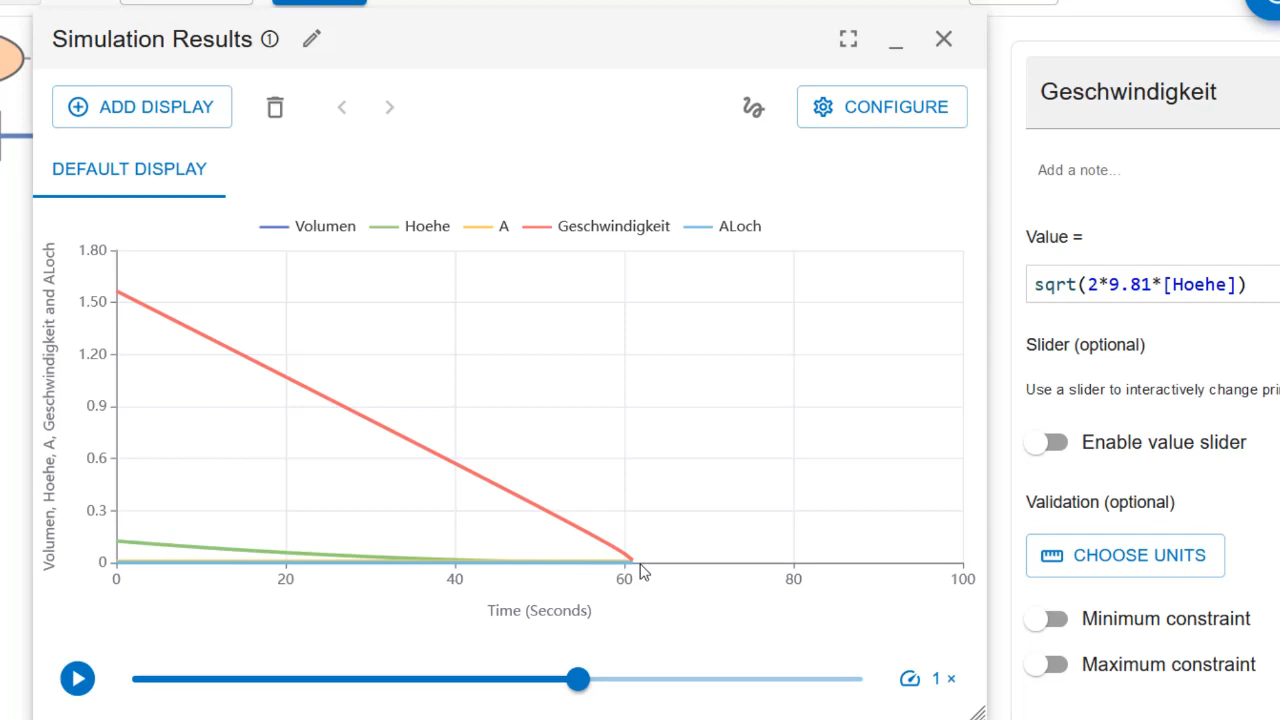 Simulation Results ①
ADD DISPLAY
CONFIGURE
DEFAULT DISPLAY
Volumen Hoehe A Geschwindigkeit ALoch
Volumen, Hoehe, A, Geschwindigkeit and ALoch
1.80
1.50
1.20
0.9
0.6
0.3
0
0 20 40 60 80 100
Time (Seconds)
1 ×
Geschwindigkeit
Add a note...
Value =
sqrt(2*9.81*[Hoehe])
Slider (optional)
Use a slider to interactively change
Enable value slider
Validation (optional)
CHOOSE UNITS
Minimum constraint
Maximum constraint